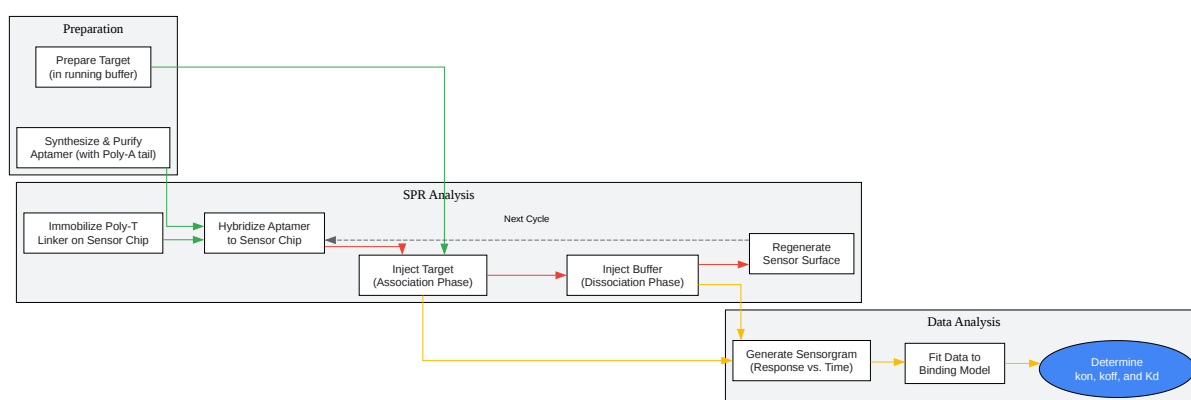 Preparation
Prepare Target
(in running buffer)
Synthesize & Purify
Aptamer (with Poly-A tail)
SPR Analysis
Next Cycle
Immobilize Poly-T
Linker on Sensor Chip
Hybridize Aptamer
to Sensor Chip
Regenerate
Sensor Surface
Inject Target
(Association Phase)
Inject Buffer
(Dissociation Phase)
Data Analysis
Generate Sensorgram
(Response vs. Time)
Fit Data to
Binding Model
Determine
kon, koff, and Kd